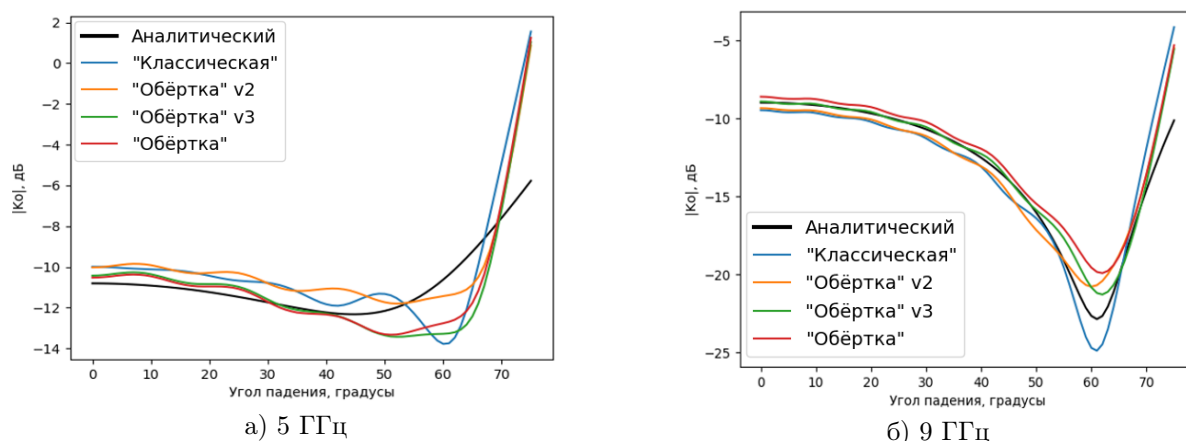 2
0
−2
−4
−6
−8
−10
−12
−14
|Ko|, дБ
Аналитический
"Классическая"
"Обёртка" v2
"Обёртка" v3
"Обёртка"
0 10 20 30 40 50 60 70
Угол падения, градусы
а) 5 ГГц
−5
−10
−15
−20
−25
|Ko|, дБ
Аналитический
"Классическая"
"Обёртка" v2
"Обёртка" v3
"Обёртка"
0 10 20 30 40 50 60 70
Угол падения, градусы
б) 9 ГГц